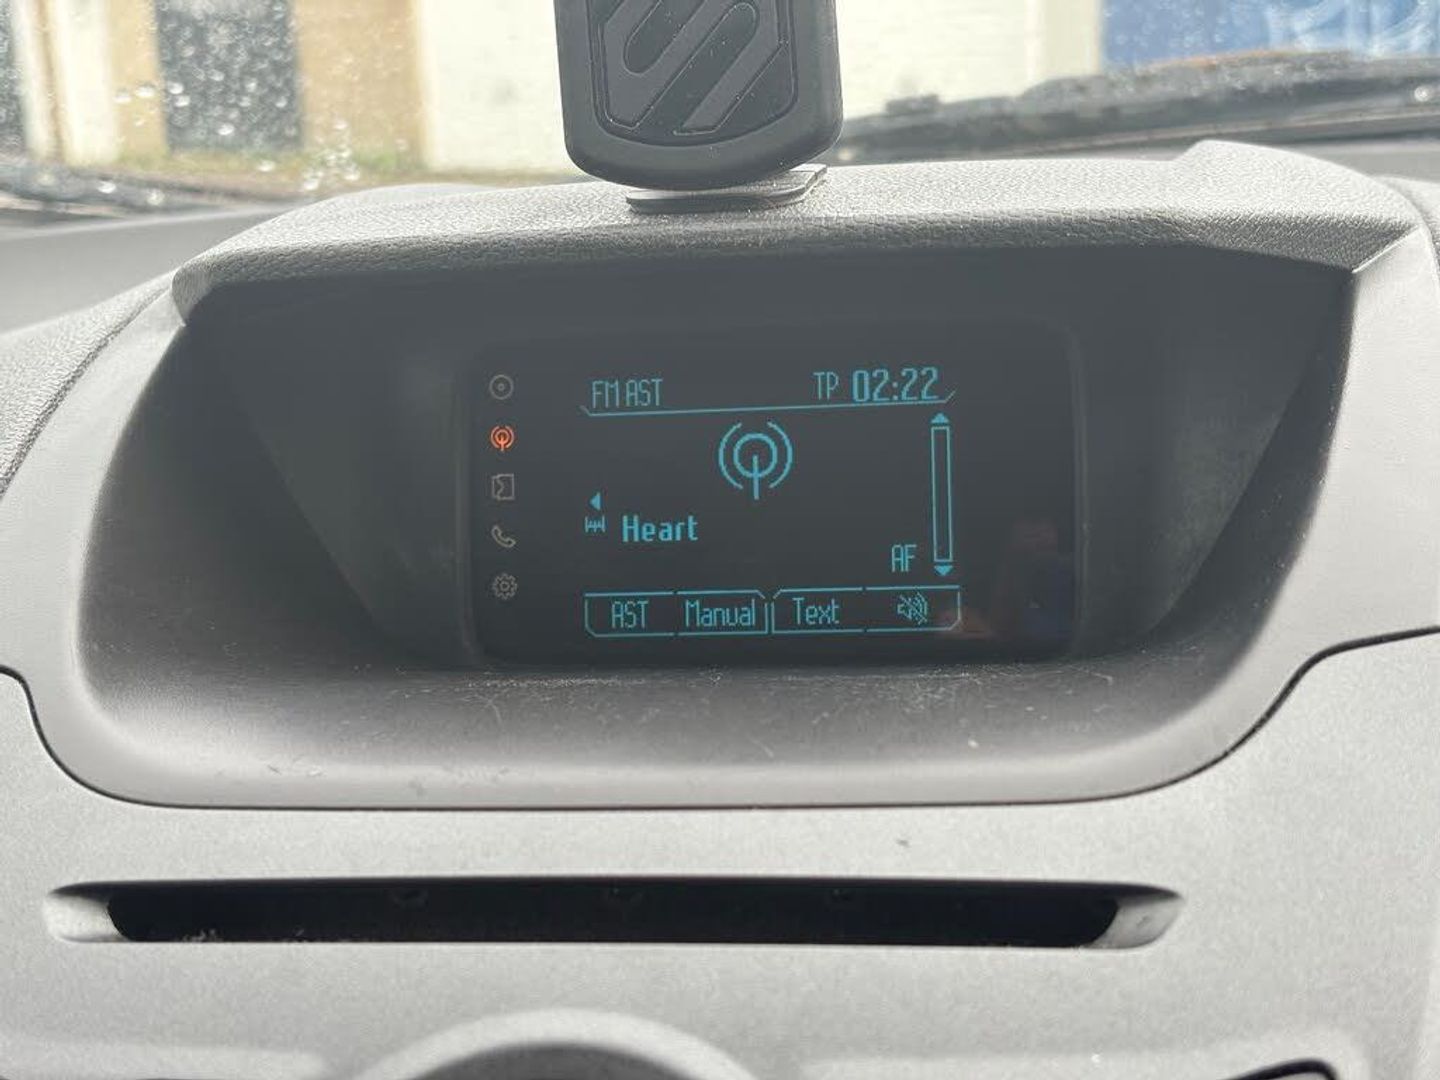 FM AST TP 02:22
Heart
AF
AST Manual Text